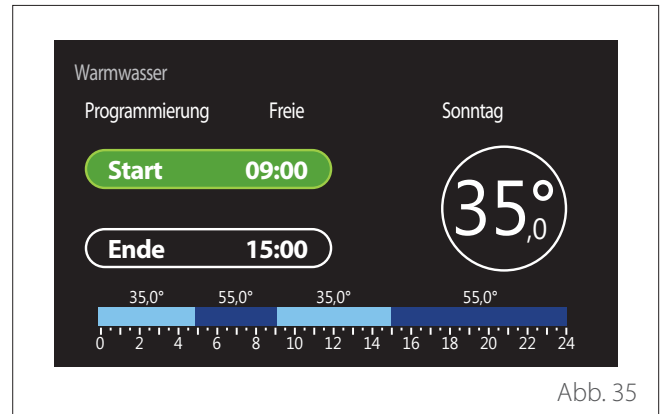 Warmwasser
Programmierung Freie Sonntag
Start 09:00
35,0°
Ende 15:00
35,0° 55,0° 35,0° 55,0°
0 2 4 6 8 10 12 14 16 18 20 22 24
Abb. 35